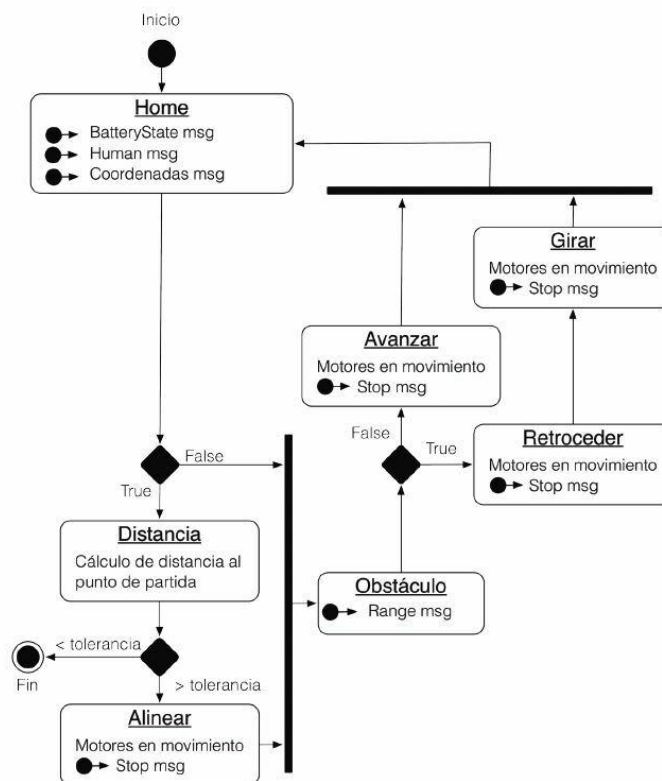 Inicio
Home
BatteryState msg
Human msg
Coordenadas msg
False
True
Distancia
Cálculo de distancia al
punto de partida
< tolerancia
Fin
> tolerancia
Alinear
Motores en movimiento
Stop msg
Obstáculo
Range msg
False
True
Avanzar
Motores en movimiento
Stop msg
Retroceder
Motores en movimiento
Stop msg
Girar
Motores en movimiento
Stop msg